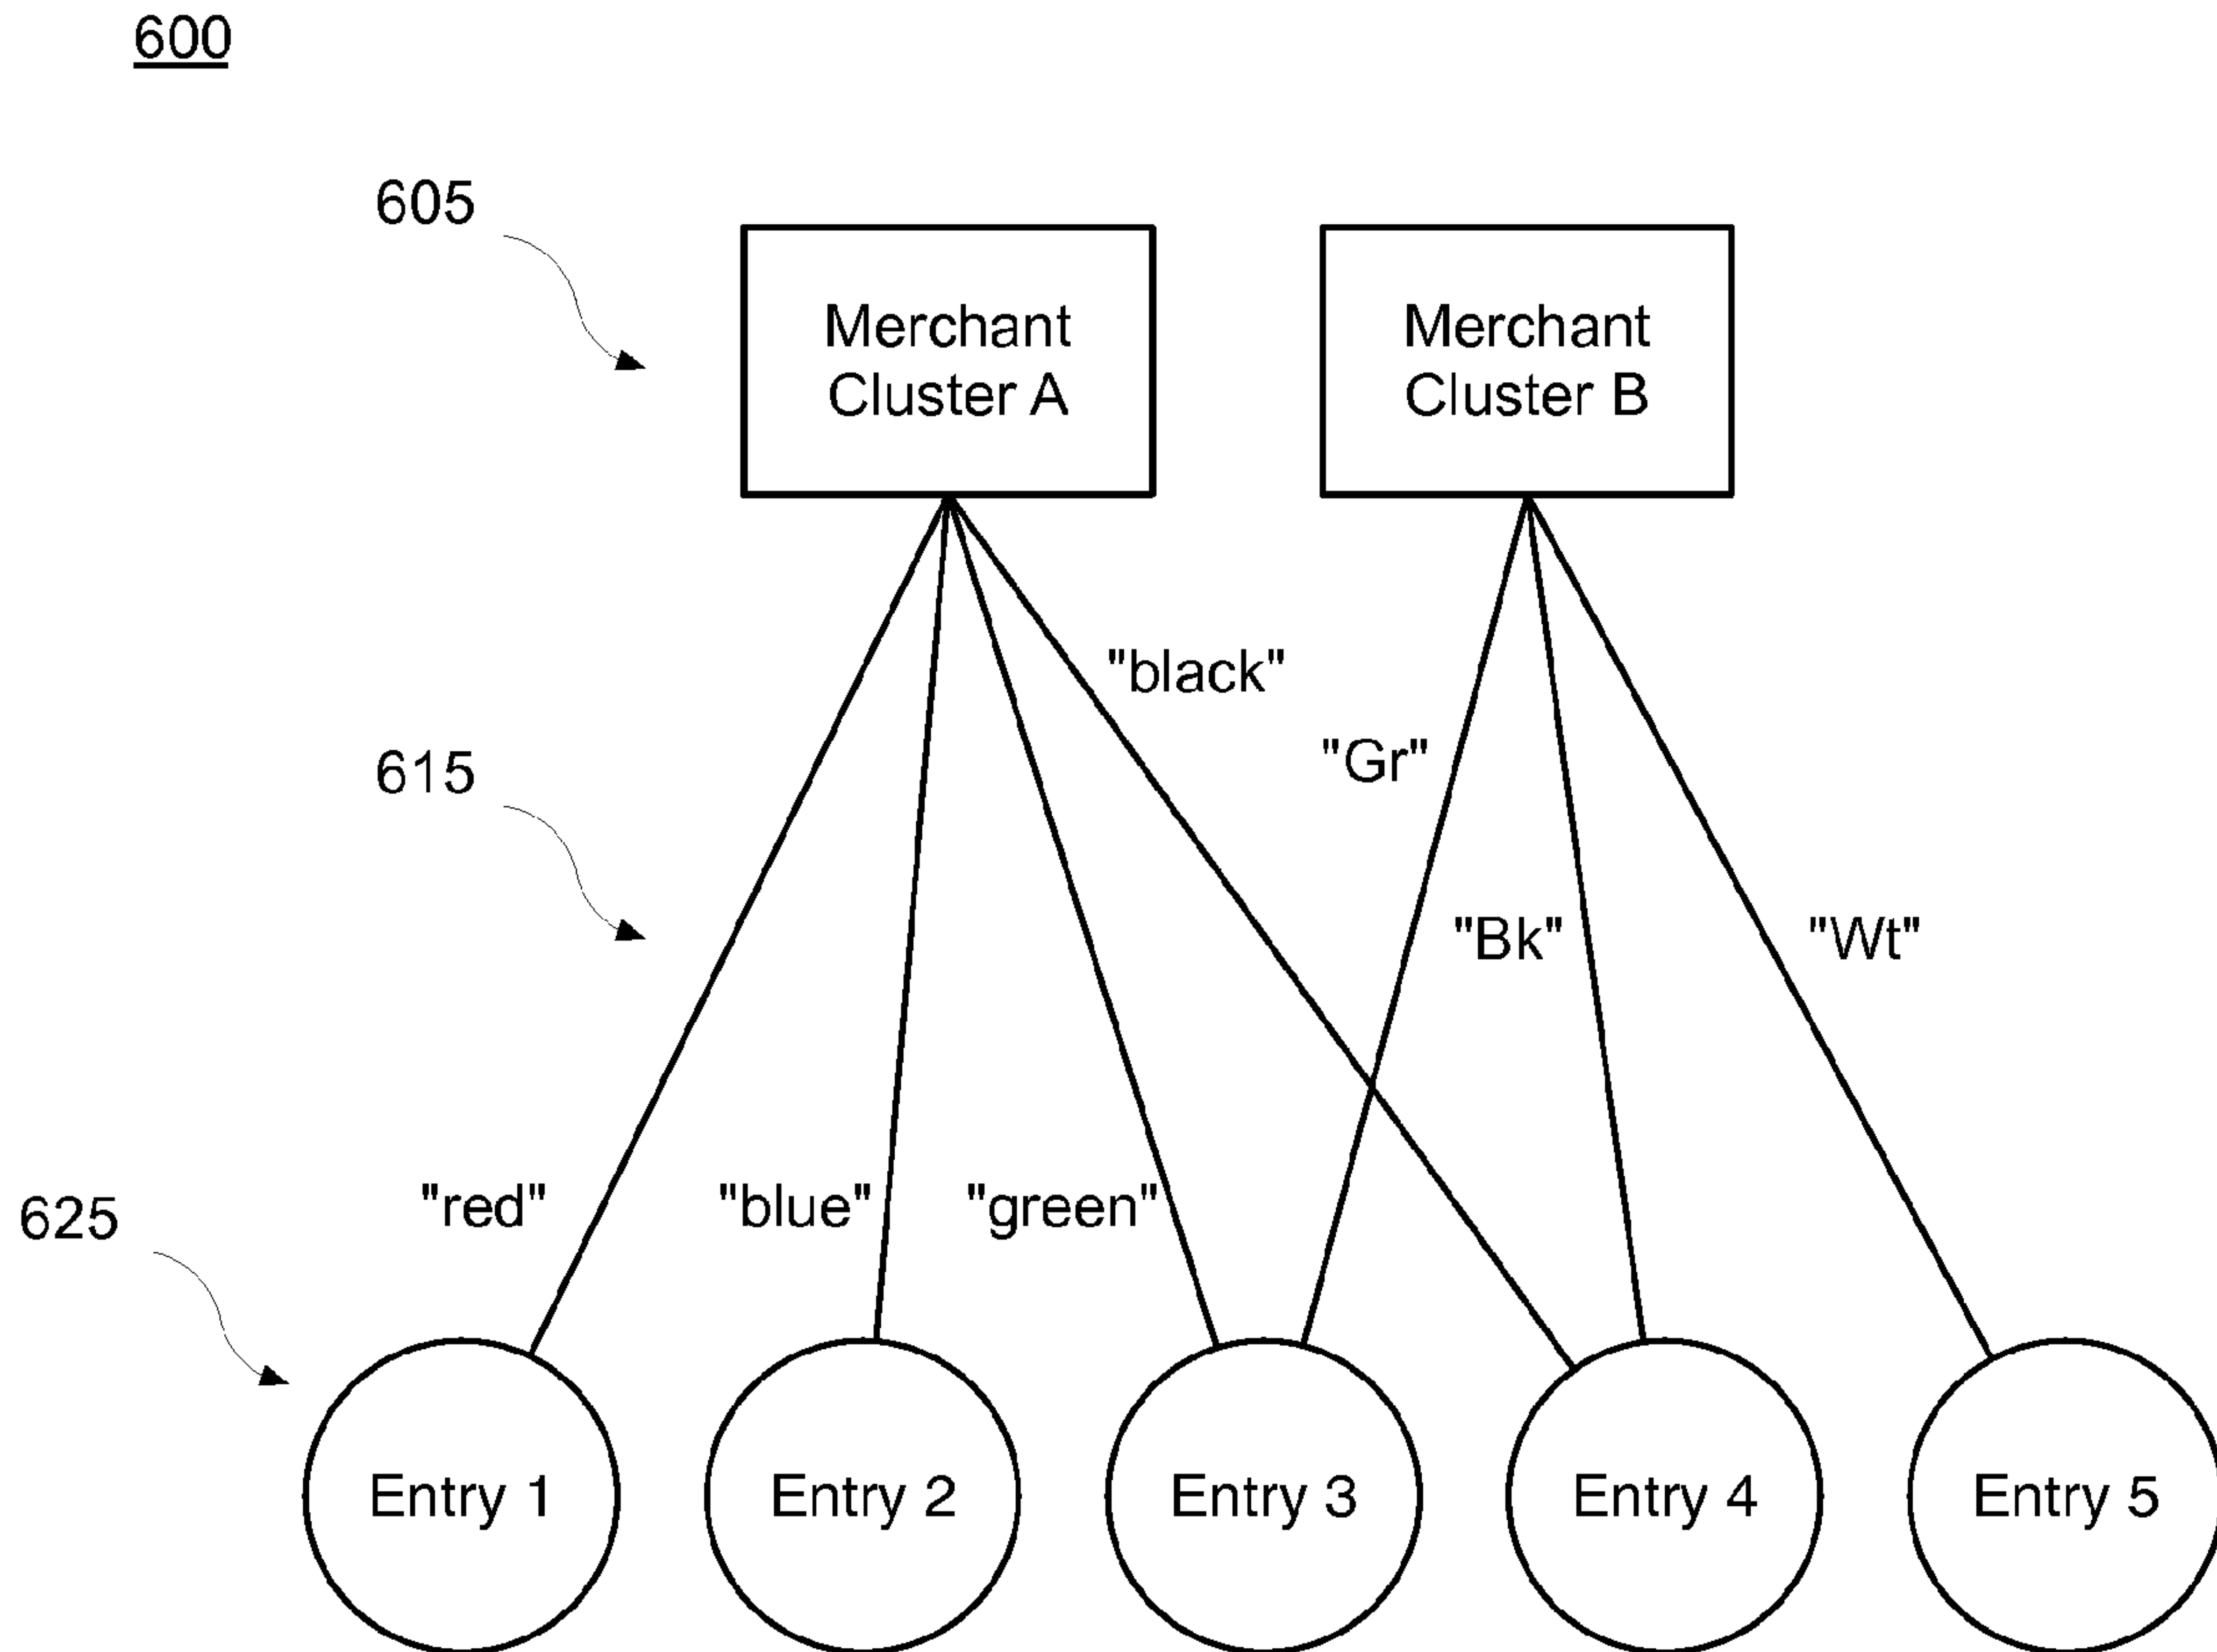 600
605
Merchant
Cluster A
Merchant
Cluster B
"black"
"Gr"
615
"Bk"
"Wt"
"red"
"blue"
"green"
625
Entry 1
Entry 2
Entry 3
Entry 4
Entry 5